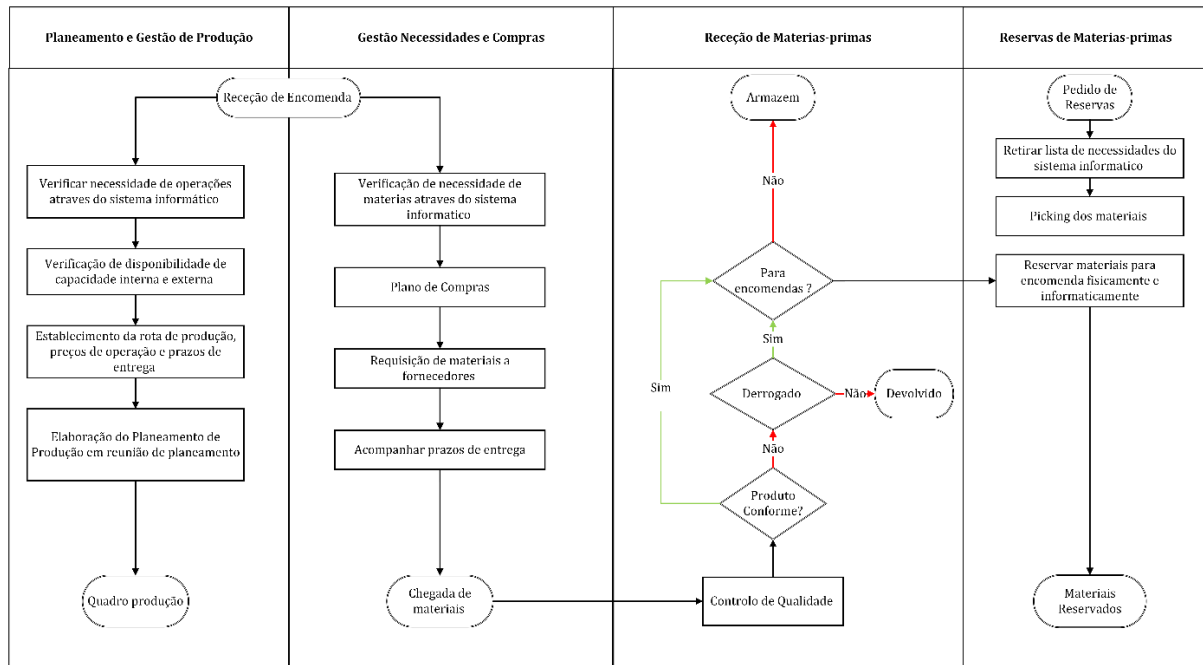 Planeamento e Gestão de Produção
Gestão Necessidades e Compras
Receção de Materias-primas
Reservas de Materias-primas
Receção de Encomenda
Verificar necessidade de operações
atraves do sistema informático
Verificação de disponibilidade de
capacidade interna e externa
Establecimento da rota de produção,
preços de operação e prazos de
entrega
Elaboração do Planeamento de
Produção em reunião de planeamento
Quadro produção
Verificação de necessidade de
materias atraves do sistema
informatico
Plano de Compras
Requisição de materiais a
fornecedores
Acompanhar prazos de entrega
Chegada de
materiais
Armazem
Não
Para
encomendas ?
Sim
Sim
Derrogado
Não
Devolvido
Não
Produto
Conforme?
Controlo de Qualidade
Pedido de
Reservas
Retirar lista de necessidades do
sistema informatico
Picking dos materiais
Reservar materiais para
encomenda fisicamente e
informaticamente
Materiais
Reservados